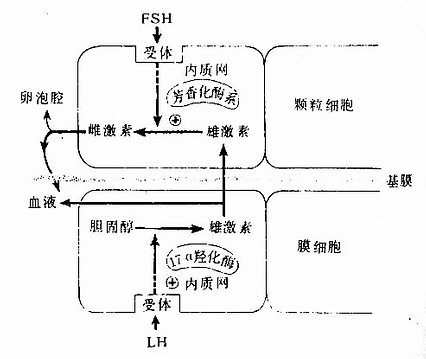 FSH
受体
内质网
芳香化酶系
卵泡腔
⊕
雌激素
雄激素
颗粒细胞
基膜
血液
胆固醇
雄激素
膜细胞
17α羟化酶
⊕ 内质网
受体
LH